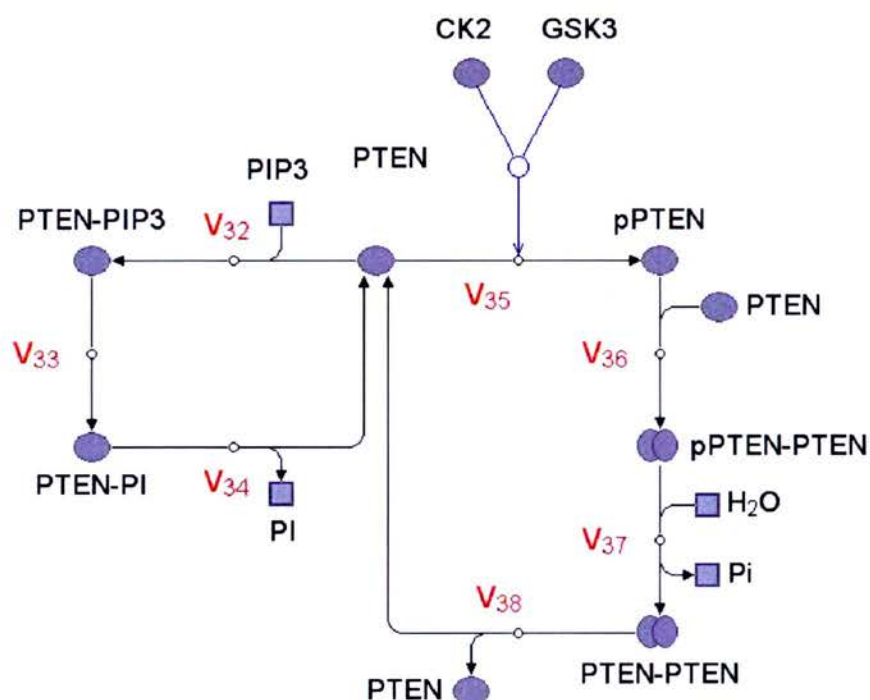 CK2 GSK3
PIP3 PTEN
PTEN-PIP3 V32 pPTEN
V35 PTEN
V33 V36
PTEN-PI V34 pPTEN-PTEN
PI H₂O
V37
Pi
V38
PTEN PTEN-PTEN